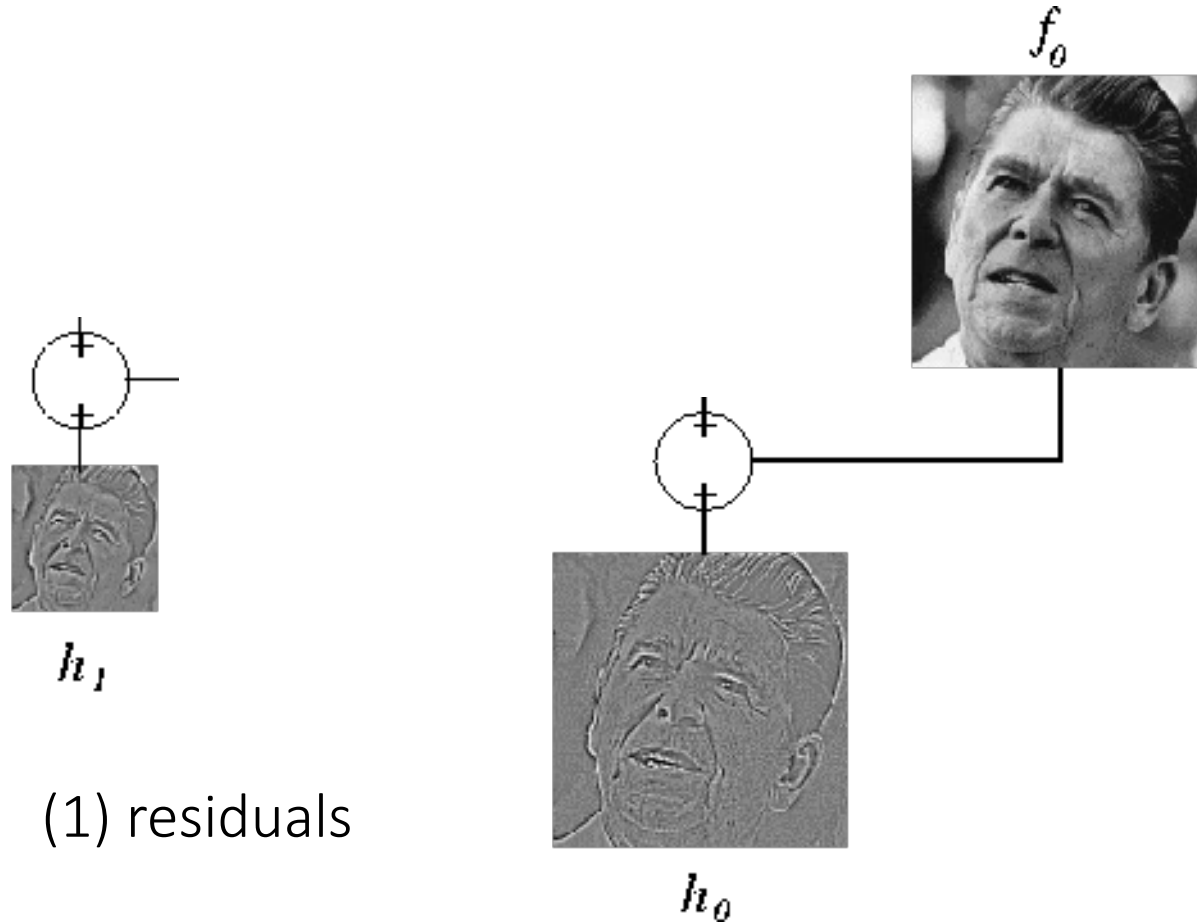 f₀
+
+
+
+
h₁
(1) residuals
h₀